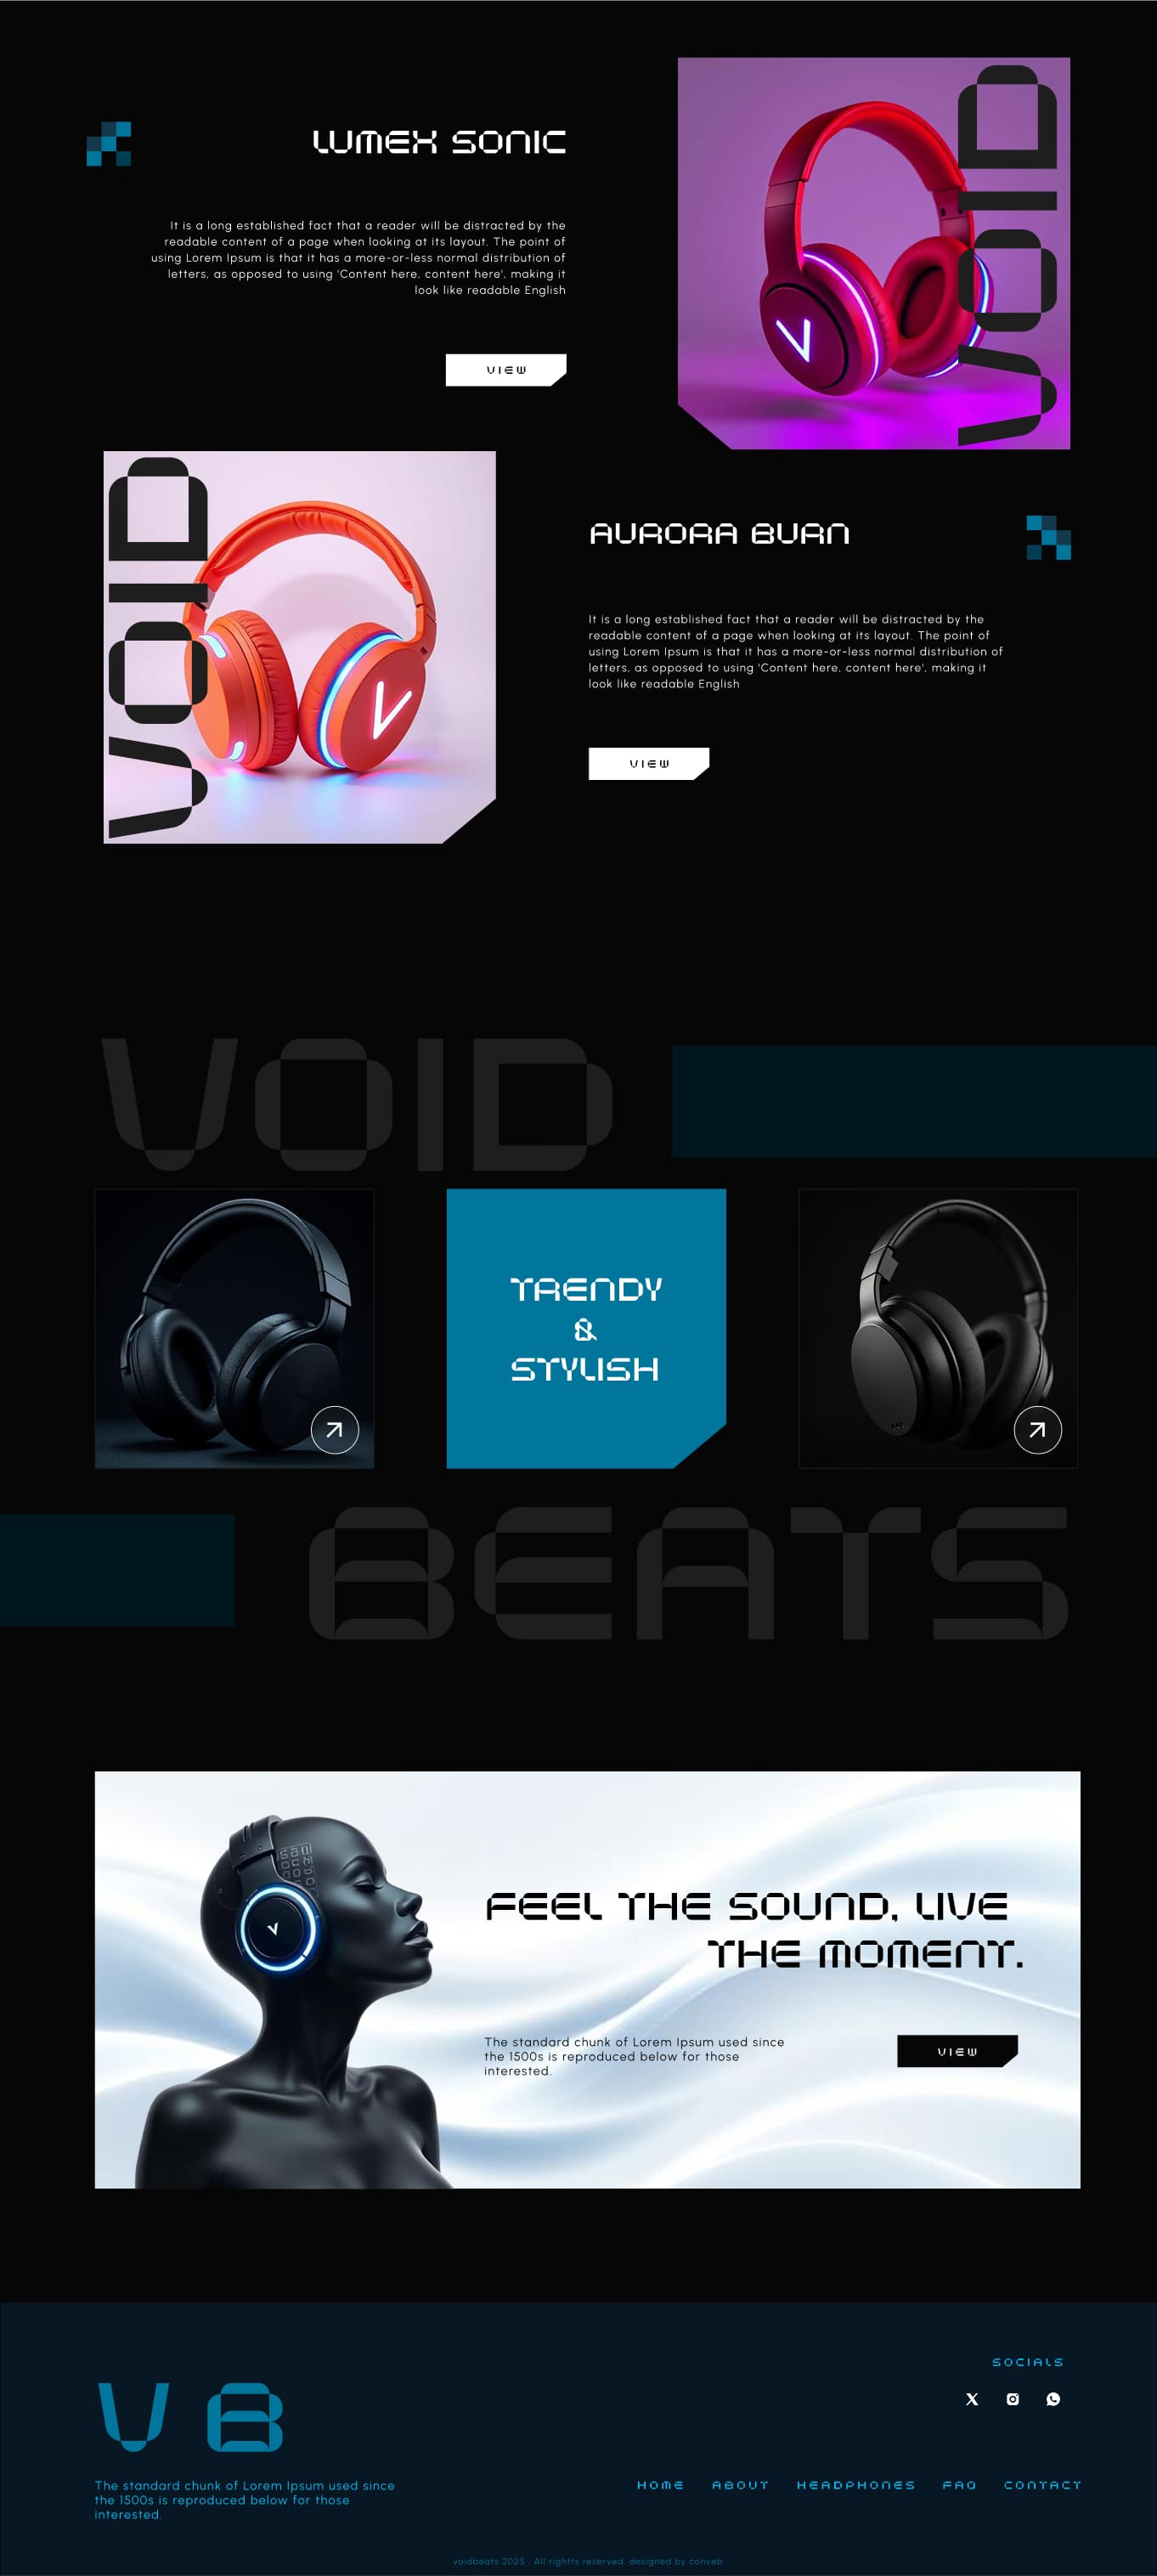 LUMEX SONIC
It is a long established fact that a reader will be distracted by the
readable content of a page when looking at its layout. The point of
using Lorem Ipsum is that it has a more-or-less normal distribution of
letters, as opposed to using 'Content here, content here', making it
look like readable English
VIEW
VOID
V
VOID
V
AURORA BURN
It is a long established fact that a reader will be distracted by the
readable content of a page when looking at its layout. The point of
using Lorem Ipsum is that it has a more-or-less normal distribution of
letters, as opposed to using 'Content here, content here', making it
look like readable English
VIEW
VOID
TRENDY
&
STYLISH
BEATS
V
FEEL THE SOUND, LIVE
THE MOMENT.
The standard chunk of Lorem Ipsum used since
the 1500s is reproduced below for those
interested.
VIEW
SOCIALS
V B
The standard chunk of Lorem Ipsum used since
the 1500s is reproduced below for those
interested.
HOME ABOUT HEADPHONES FAQ CONTACT
voidbeats 2025 . All rightts reserved. designed by conveb